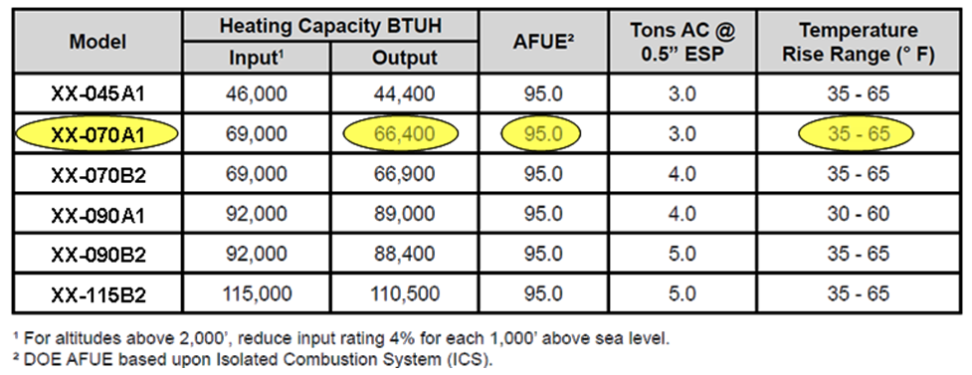 Model Heating Capacity BTUH AFUE² Tons AC @ 0.5" ESP Temperature Rise Range (° F)
Input¹ Output
XX-045A1 46,000 44,400 95.0 3.0 35 - 65
XX-070A1 69,000 66,400 95.0 3.0 35 - 65
XX-070B2 69,000 66,900 95.0 4.0 35 - 65
XX-090A1 92,000 89,000 95.0 4.0 30 - 60
XX-090B2 92,000 88,400 95.0 5.0 35 - 65
XX-115B2 115,000 110,500 95.0 5.0 35 - 65
¹ For altitudes above 2,000', reduce input rating 4% for each 1,000' above sea level.
² DOE AFUE based upon Isolated Combustion System (ICS).